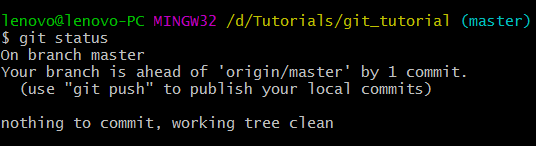 lenovo@lenovo-PC MINGW32 /d/Tutorials/git_tutorial (master)
$ git status
On branch master
Your branch is ahead of 'origin/master' by 1 commit.
  (use "git push" to publish your local commits)

nothing to commit, working tree clean